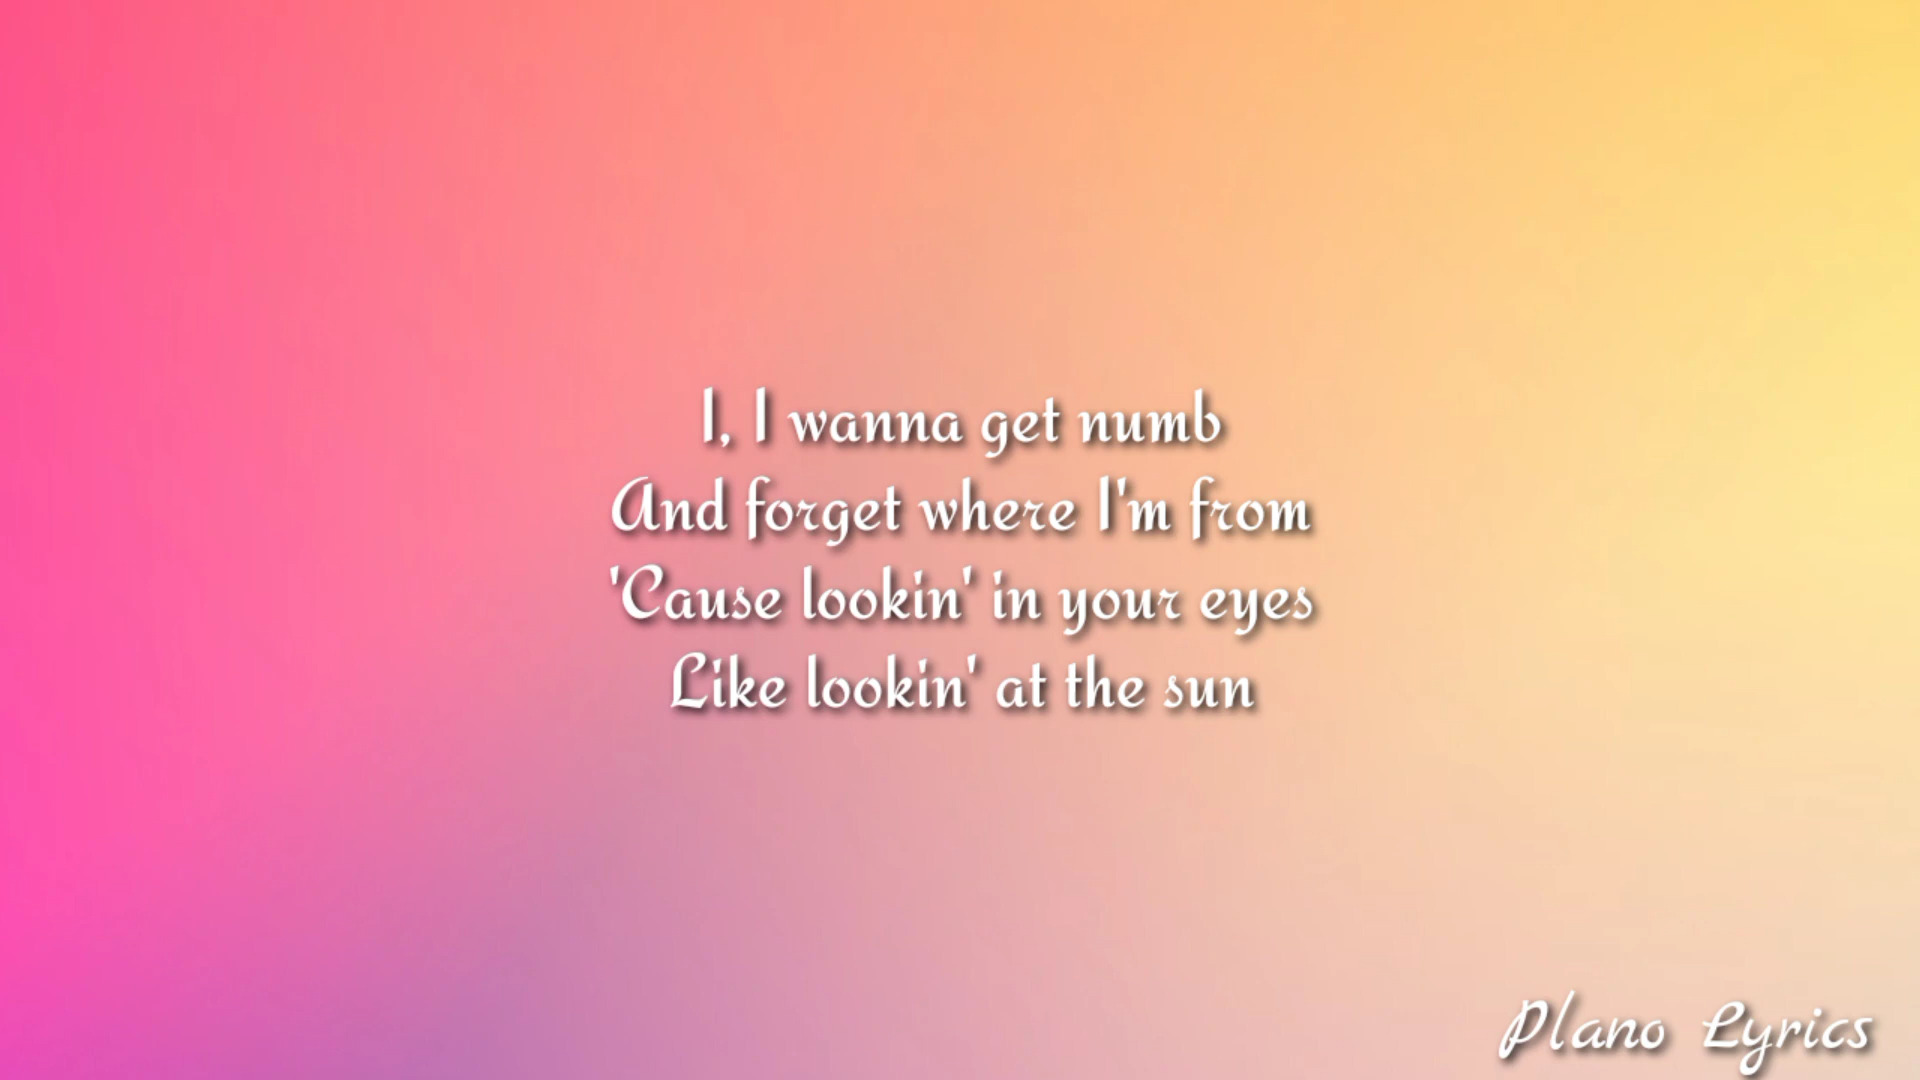 I, I wanna get numb
And forget where I'm from
'Cause lookin' in your eyes
Like lookin' at the sun
Plano Lyrics